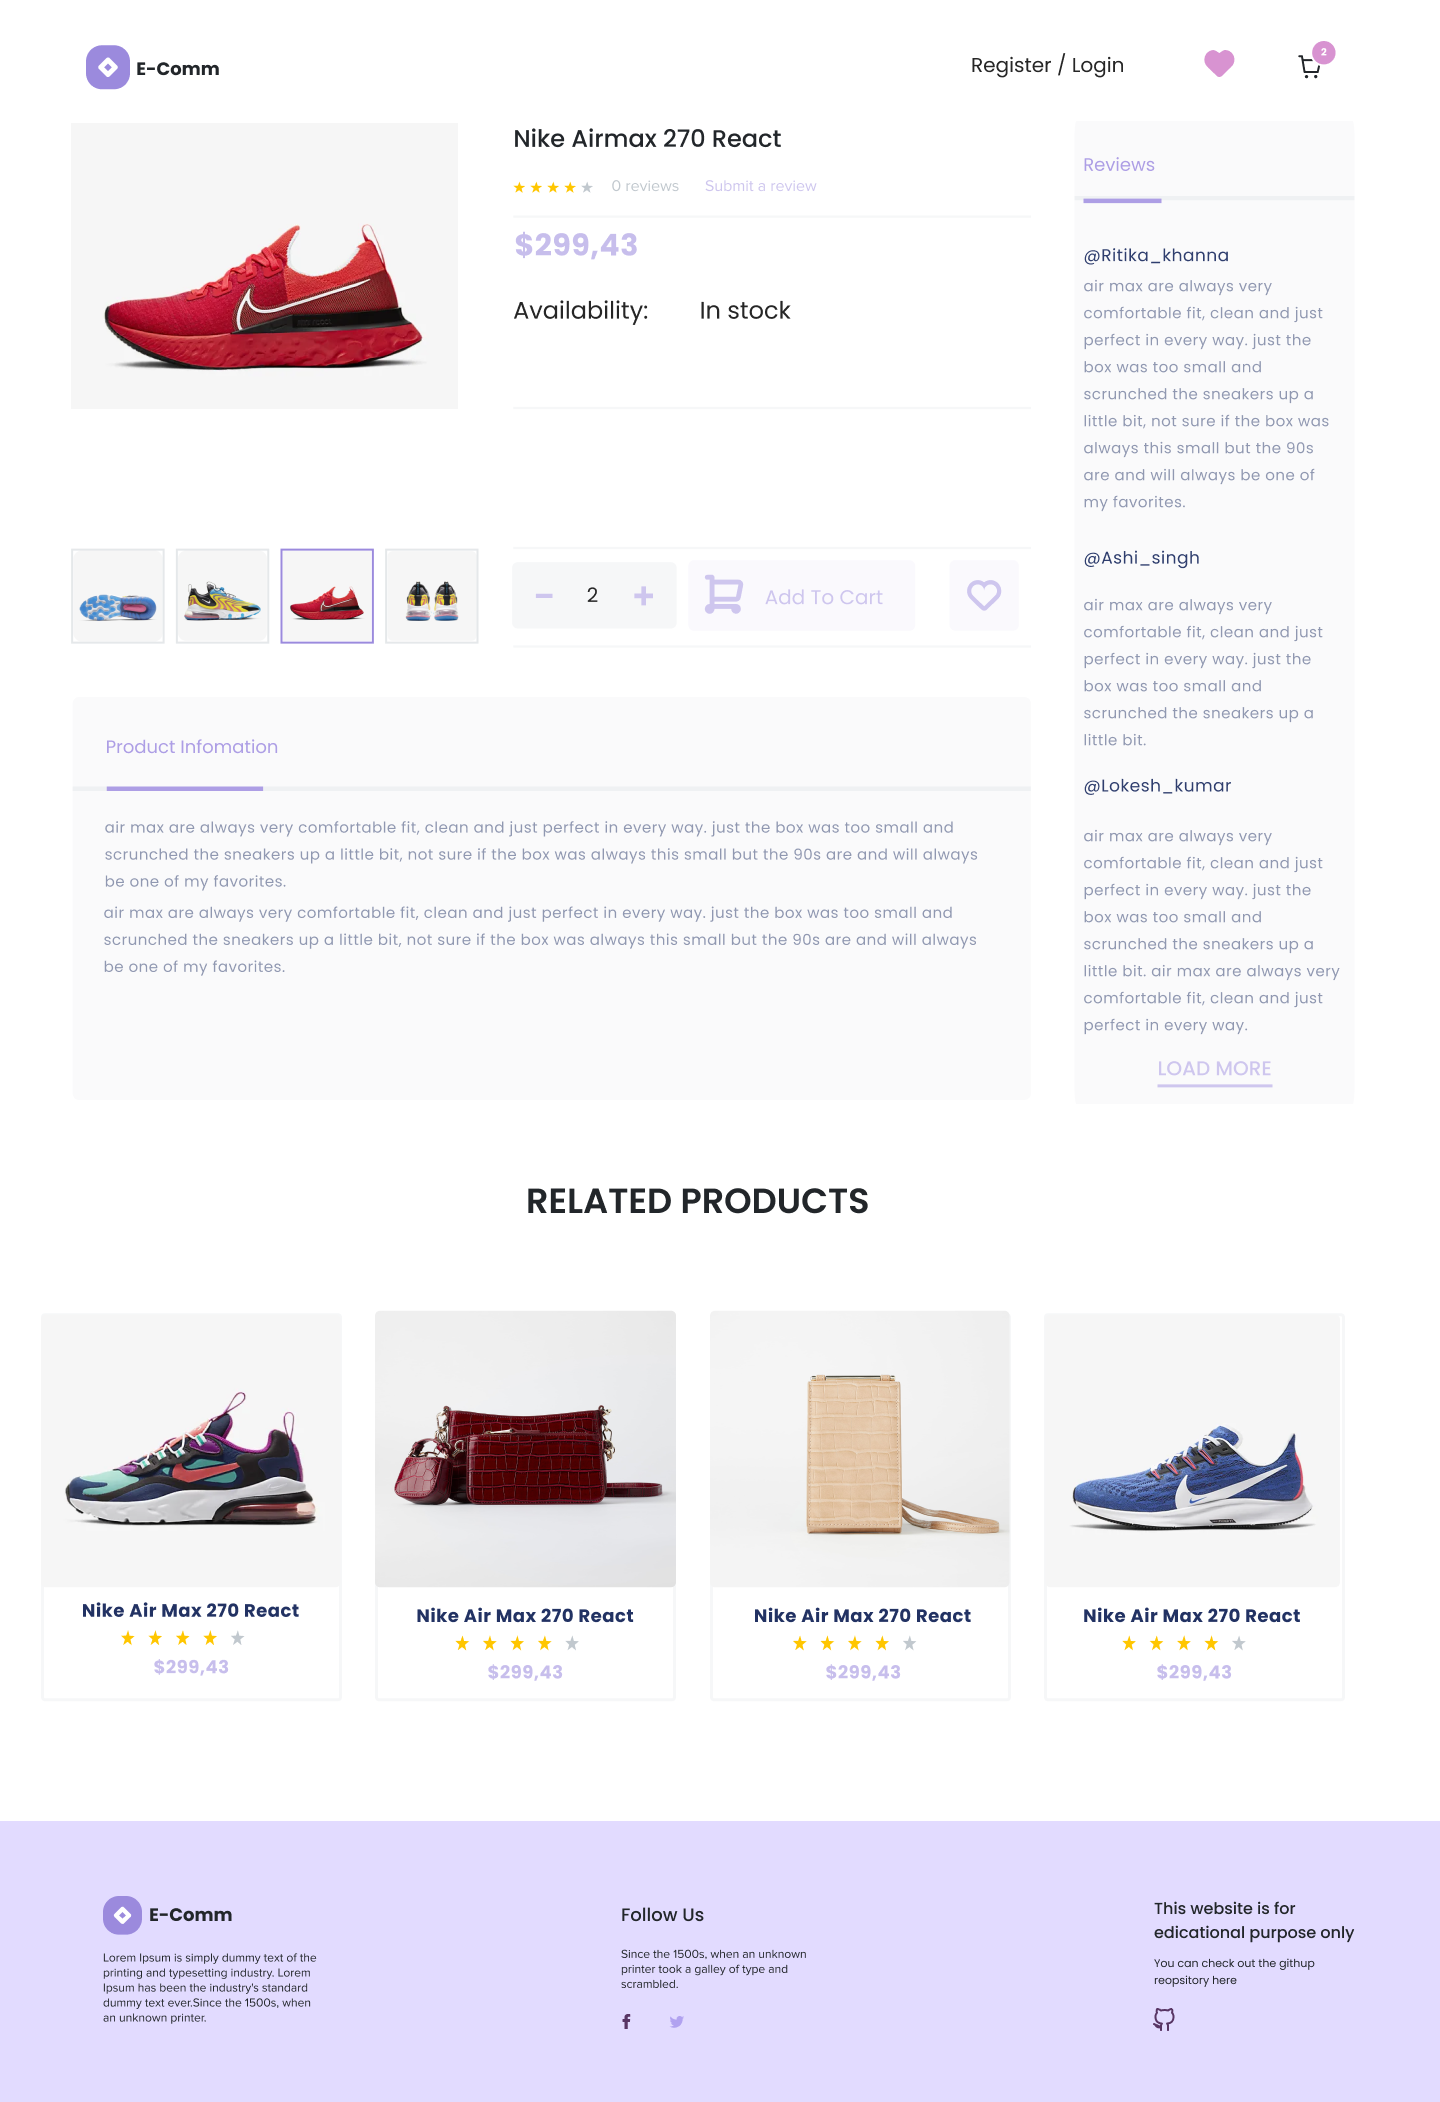 E-Comm
Register / Login
2
Nike Airmax 270 React
0 reviews Submit a review
$299,43
Availability: In stock
2
Add To Cart
Product Infomation
air max are always very comfortable fit, clean and just perfect in every way. just the box was too small and
scrunched the sneakers up a little bit, not sure if the box was always this small but the 90s are and will always
be one of my favorites.
air max are always very comfortable fit, clean and just perfect in every way. just the box was too small and
scrunched the sneakers up a little bit, not sure if the box was always this small but the 90s are and will always
be one of my favorites.
Reviews
@Ritika_khanna
air max are always very
comfortable fit, clean and just
perfect in every way. just the
box was too small and
scrunched the sneakers up a
little bit, not sure if the box was
always this small but the 90s
are and will always be one of
my favorites.
@Ashi_singh
air max are always very
comfortable fit, clean and just
perfect in every way. just the
box was too small and
scrunched the sneakers up a
little bit.
@Lokesh_kumar
air max are always very
comfortable fit, clean and just
perfect in every way. just the
box was too small and
scrunched the sneakers up a
little bit. air max are always very
comfortable fit, clean and just
perfect in every way.
LOAD MORE
RELATED PRODUCTS
Nike Air Max 270 React
$299,43
Nike Air Max 270 React
$299,43
Nike Air Max 270 React
$299,43
Nike Air Max 270 React
$299,43
E-Comm
Lorem Ipsum is simply dummy text of the
printing and typesetting industry. Lorem
Ipsum has been the industry's standard
dummy text ever.Since the 1500s, when
an unknown printer.
Follow Us
Since the 1500s, when an unknown
printer took a galley of type and
scrambled.
This website is for
edicational purpose only
You can check out the githup
reopsitory here